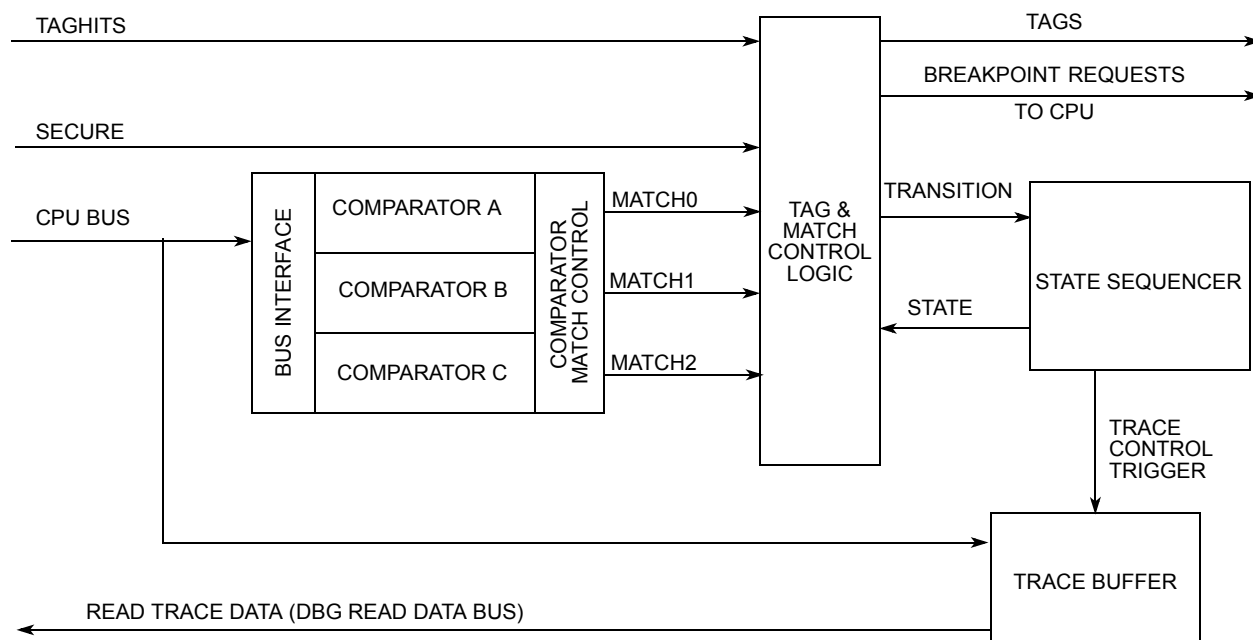 TAGHITS
TAGS
BREAKPOINT REQUESTS
TO CPU
SECURE
CPU BUS
BUS INTERFACE
COMPARATOR A
COMPARATOR B
COMPARATOR C
COMPARATOR
MATCH CONTROL
MATCH0
MATCH1
MATCH2
TAG &
MATCH
CONTROL
LOGIC
TRANSITION
STATE
STATE SEQUENCER
TRACE
CONTROL
TRIGGER
TRACE BUFFER
READ TRACE DATA (DBG READ DATA BUS)